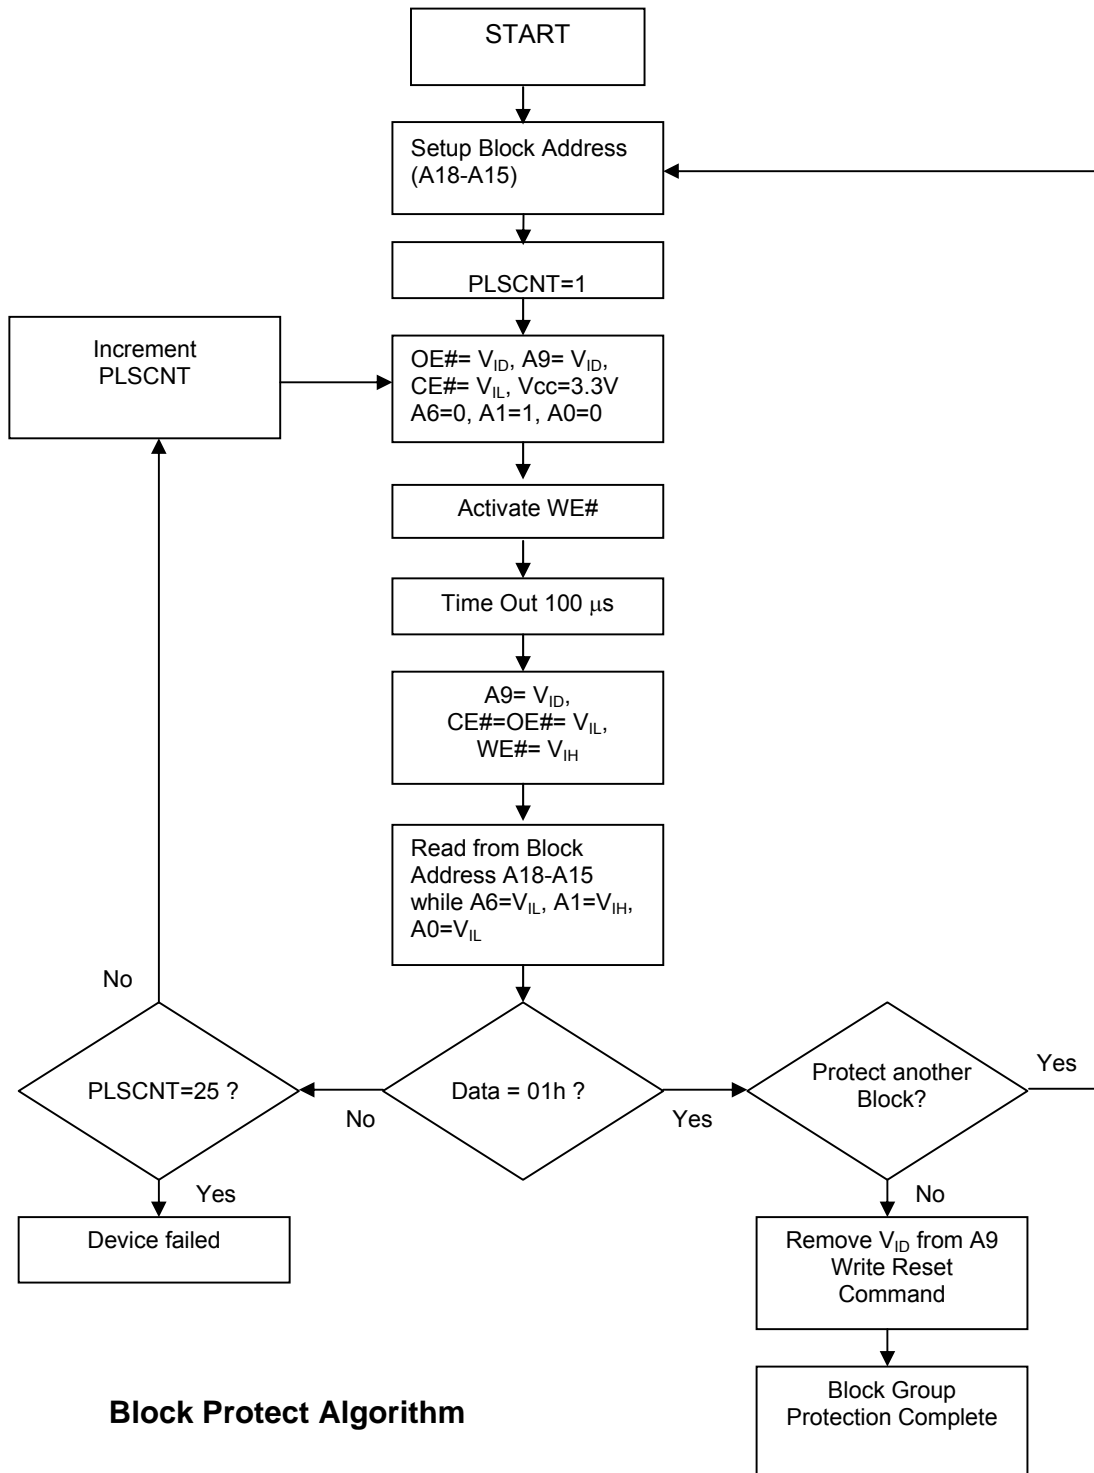 START
Setup Block Address
(A18-A15)
PLSCNT=1
Increment
PLSCNT
OE#= VID, A9= VID,
CE#= VIL, Vcc=3.3V
A6=0, A1=1, A0=0
Activate WE#
Time Out 100 μs
A9= VID,
CE#=OE#= VIL,
WE#= VIH
Read from Block
Address A18-A15
while A6=VIL, A1=VIH,
A0=VIL
No
PLSCNT=25 ?
No
Data = 01h ?
Yes
Protect another
Block?
Yes
Yes
No
Device failed
Remove VID from A9
Write Reset
Command
Block Group
Protection Complete
Block Protect Algorithm